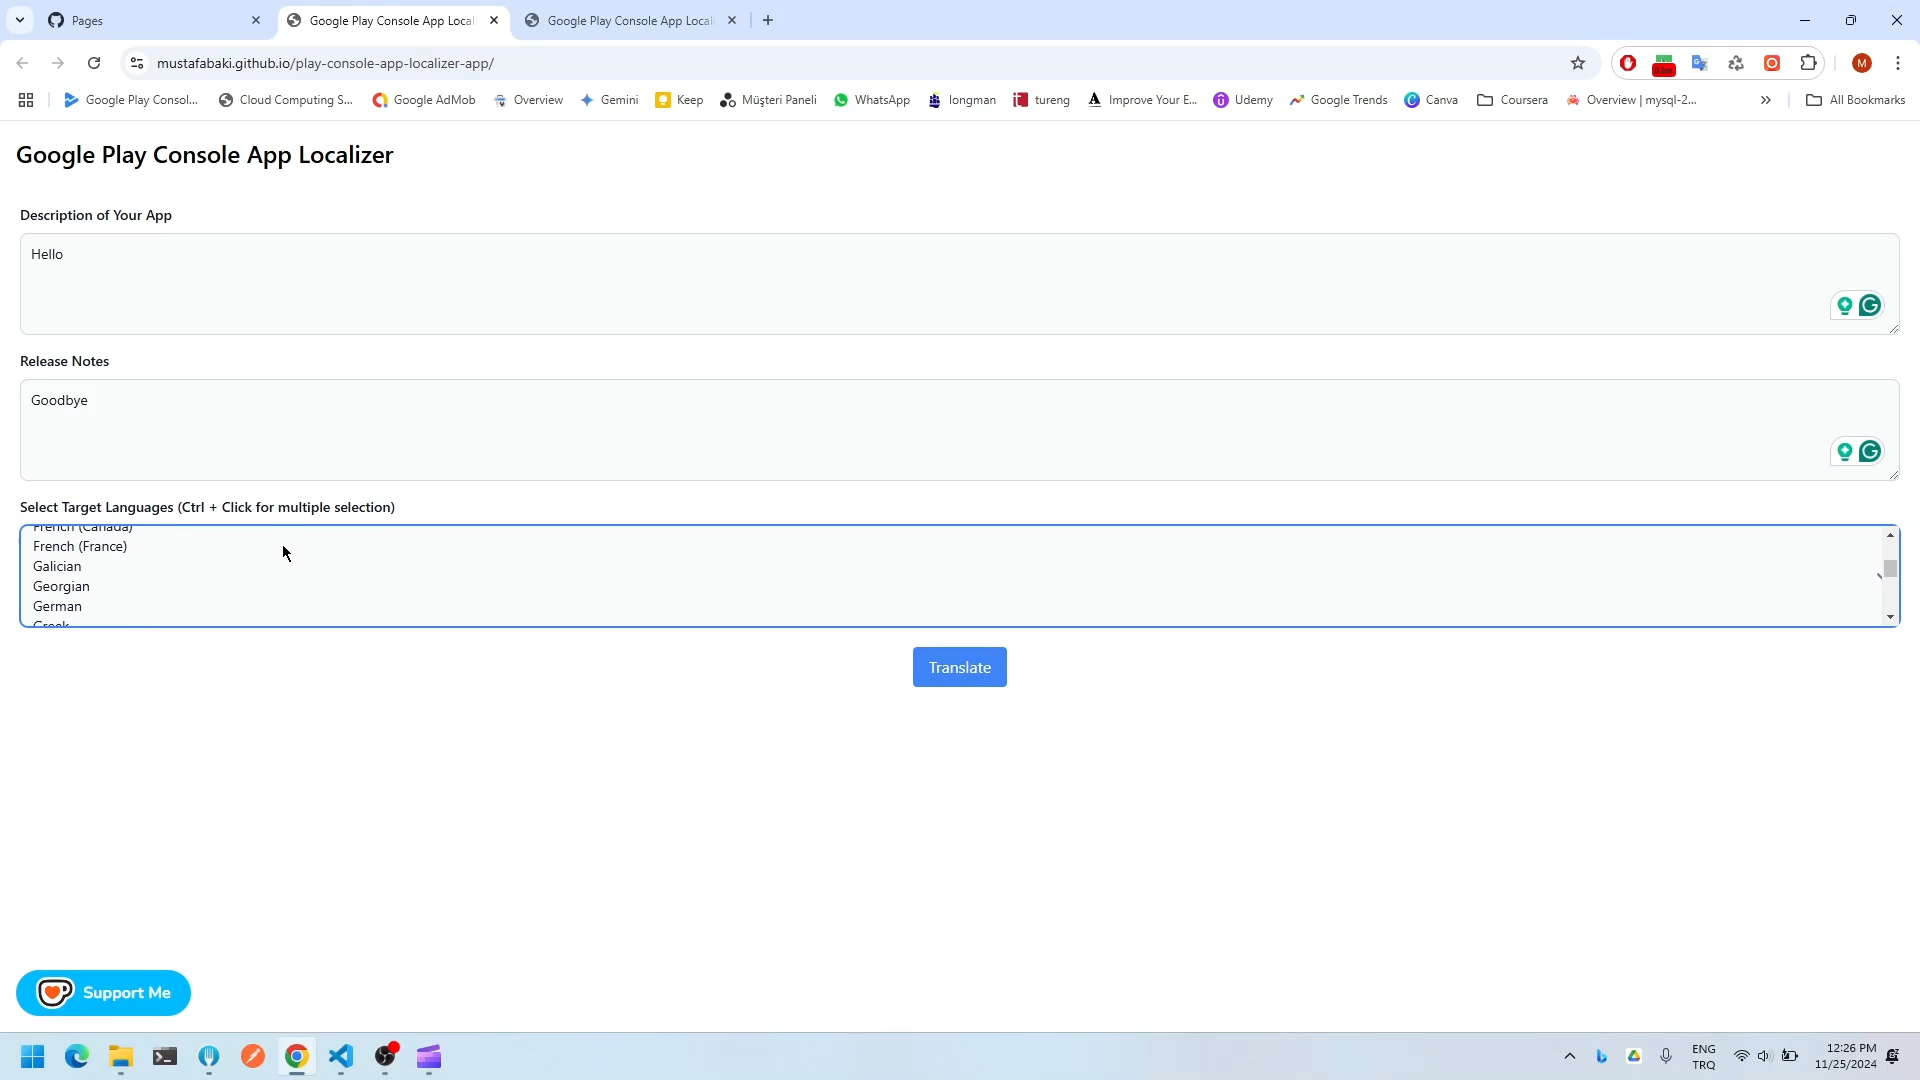 Pages
Google Play Console App Locali
Google Play Console App Locali
mustafabaki.github.io/play-console-app-localizer-app/
M
Google Play Consol...
Cloud Computing S...
Google AdMob
Overview
Gemini
Keep
Müşteri Paneli
WhatsApp
longman
tureng
Improve Your E...
Udemy
Google Trends
Canva
Coursera
Overview | mysql-2...
All Bookmarks
Google Play Console App Localizer
Description of Your App
Hello
Release Notes
Goodbye
Select Target Languages (Ctrl + Click for multiple selection)
French (Canada)
French (France)
Galician
Georgian
German
Greek
Translate
Support Me
ENG
TRQ
12:26 PM
11/25/2024